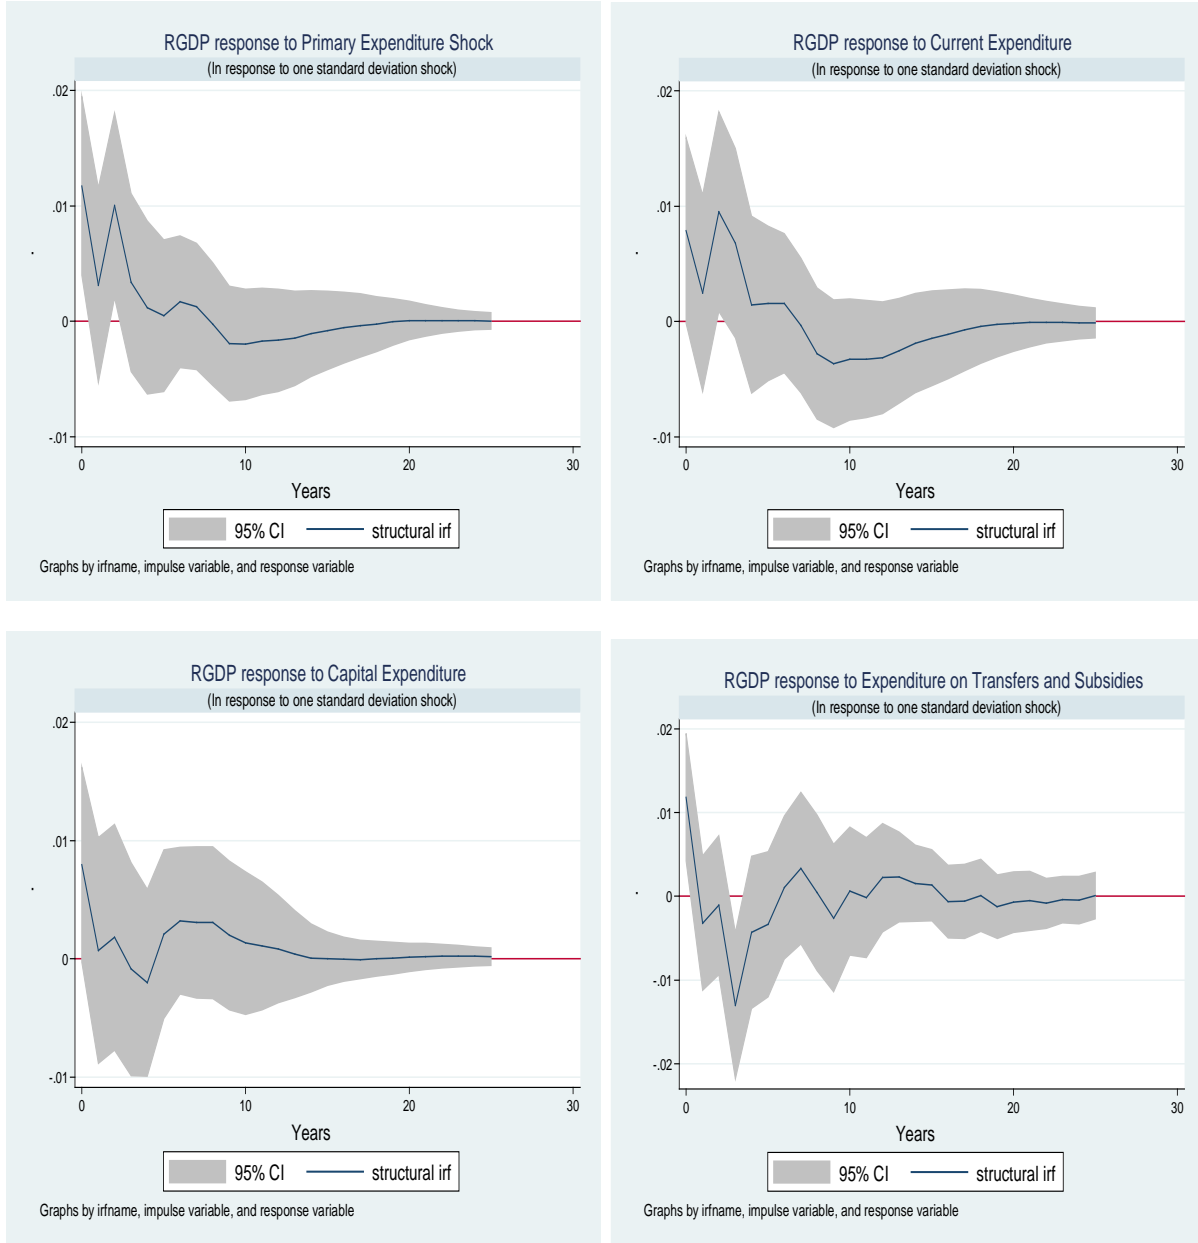 RGDP response to Primary Expenditure Shock
(In response to one standard deviation shock)
.02
.01
0
-.01
.
0 10 20 30
Years
95% CI structural irf
Graphs by irfname, impulse variable, and response variable
RGDP response to Current Expenditure
(In response to one standard deviation shock)
.02
.01
0
-.01
.
0 10 20 30
Years
95% CI structural irf
Graphs by irfname, impulse variable, and response variable
RGDP response to Capital Expenditure
(In response to one standard deviation shock)
.02
.01
0
-.01
.
0 10 20 30
Years
95% CI structural irf
Graphs by irfname, impulse variable, and response variable
RGDP response to Expenditure on Transfers and Subsidies
(In response to one standard deviation shock)
.02
.01
0
-.01
-.02
.
0 10 20 30
Years
95% CI structural irf
Graphs by irfname, impulse variable, and response variable